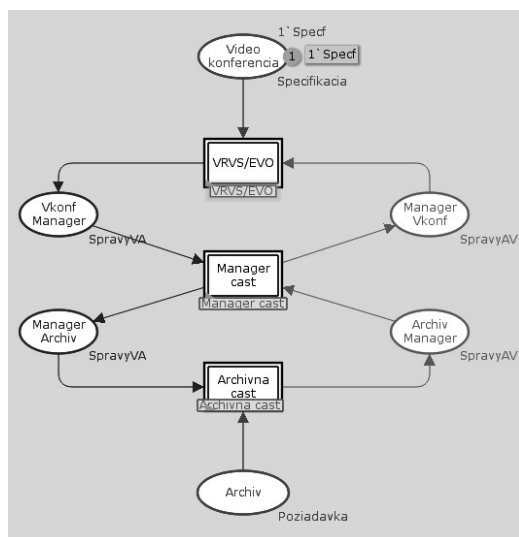 1`Specf
Video
konferencia
1
1`Specf
Specifikacia
VRVS/EVO
VRVS/EVO
Vkonf
Manager
SpravyVA
Manager
Vkonf
SpravyAV
Manager
cast
Manager cast
Manager
Archiv
SpravyVA
Archiv
Manager
SpravyAV
Archivna
cast
Archivna cast
Archiv
Poziadavka